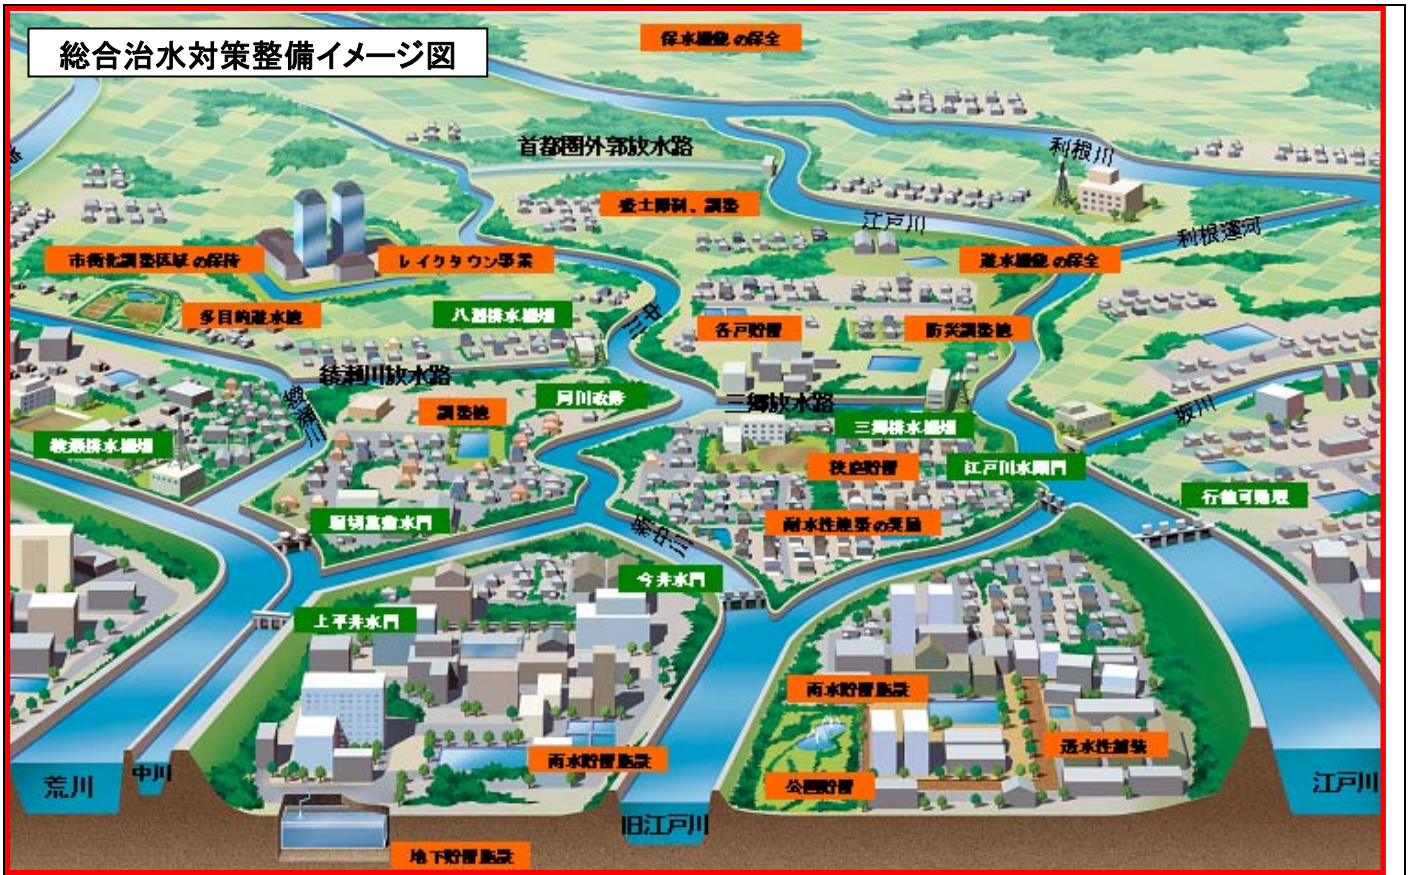 総合治水対策整備イメージ図
保水機能の保全
首都圏外郭放水路
利根川
盛土抑制、調整
江戸川
利根運河
市街化調整区域の保持
レイクタウン事業
遊水機能の保全
多目的遊水地
八潮排水機場
中川
各戸貯留
防災調整池
綾瀬川放水路
綾瀬川
河川改修
三郷放水路
調整池
坂川
三郷排水機場
綾瀬排水機場
校庭貯留
江戸川水閘門
行徳可動堰
堀切菖蒲水門
新中川
耐水性建築の奨励
今井水門
上平井水門
雨水貯留施設
透水性舗装
雨水貯留施設
公園貯留
荒川
中川
江戸川
旧江戸川
地下貯留施設